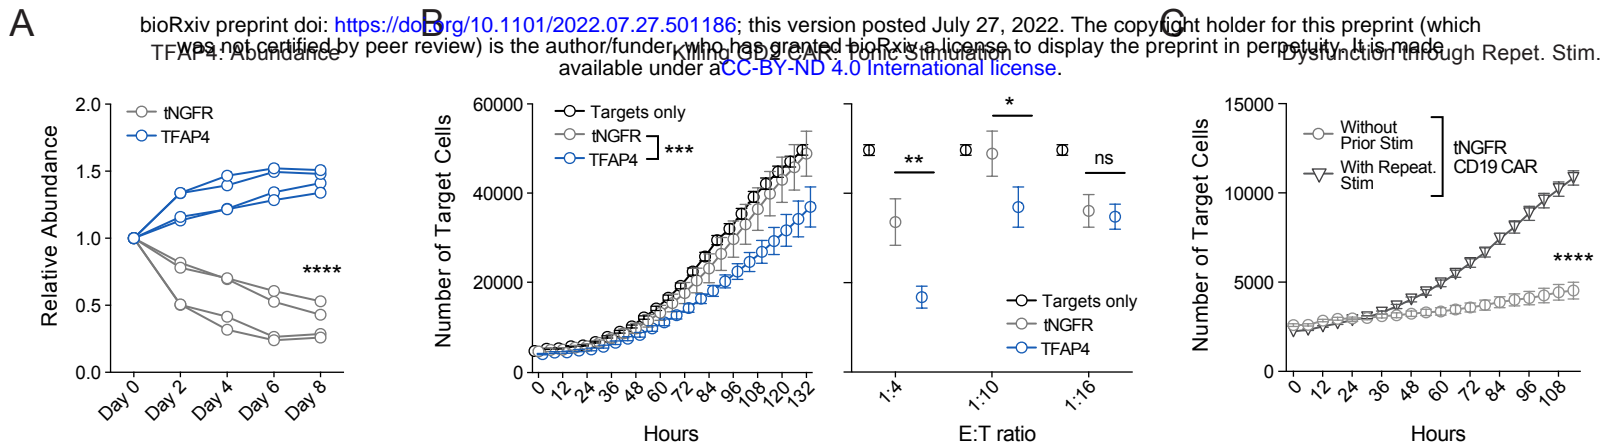 A
B
C
bioRxiv preprint doi: https://doi.org/10.1101/2022.07.27.501186; this version posted July 27, 2022. The copyright holder for this preprint (which
was not certified by peer review) is the author/funder, who has granted bioRxiv a license to display the preprint in perpetuity. It is made
available under aCC-BY-ND 4.0 International license.
TFAP4: Abundance
Killing GD2 CAR: Tonic Stimulation
Dysfunction through Repet. Stim.
Relative Abundance
2.0
1.5
1.0
0.5
0.0
tNGFR
TFAP4
****
Day 0
Day 2
Day 4
Day 6
Day 8
Number of Target Cells
60000
40000
20000
0
Targets only
tNGFR
TFAP4
***
0
12
24
36
48
60
72
84
96
108
120
132
Hours
**
*
ns
Targets only
tNGFR
TFAP4
1:4
1:10
1:16
E:T ratio
Number of Target Cells
15000
10000
5000
0
Without
Prior Stim
With Repeat.
Stim
tNGFR
CD19 CAR
****
0
12
24
36
48
60
72
84
96
108
Hours